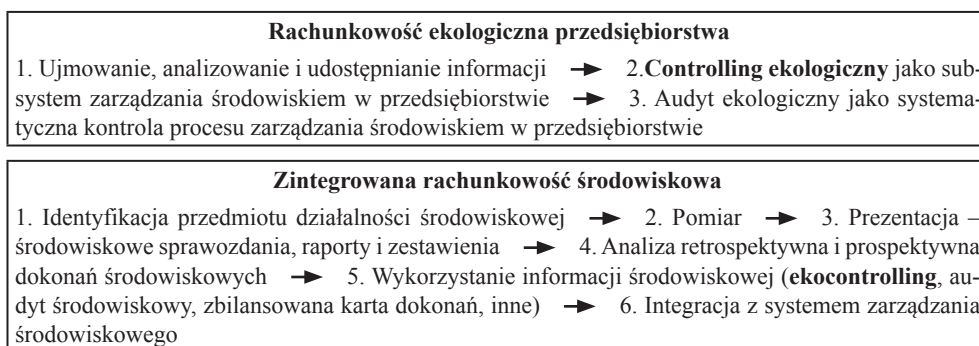 Rachunkowość ekologiczna przedsiębiorstwa
1. Ujmowanie, analizowanie i udostępnianie informacji → 2.Controlling ekologiczny jako sub-
system zarządzania środowiskiem w przedsiębiorstwie → 3. Audyt ekologiczny jako systema-
tyczna kontrola procesu zarządzania środowiskiem w przedsiębiorstwie
Zintegrowana rachunkowość środowiskowa
1. Identyfikacja przedmiotu działalności środowiskowej → 2. Pomiar → 3. Prezentacja –
środowiskowe sprawozdania, raporty i zestawienia → 4. Analiza retrospektywna i prospektywna
dokonań środowiskowych → 5. Wykorzystanie informacji środowiskowej (ekocontrolling, au-
dyt środowiskowy, zbilansowana karta dokonań, inne) → 6. Integracja z systemem zarządzania
środowiskowego